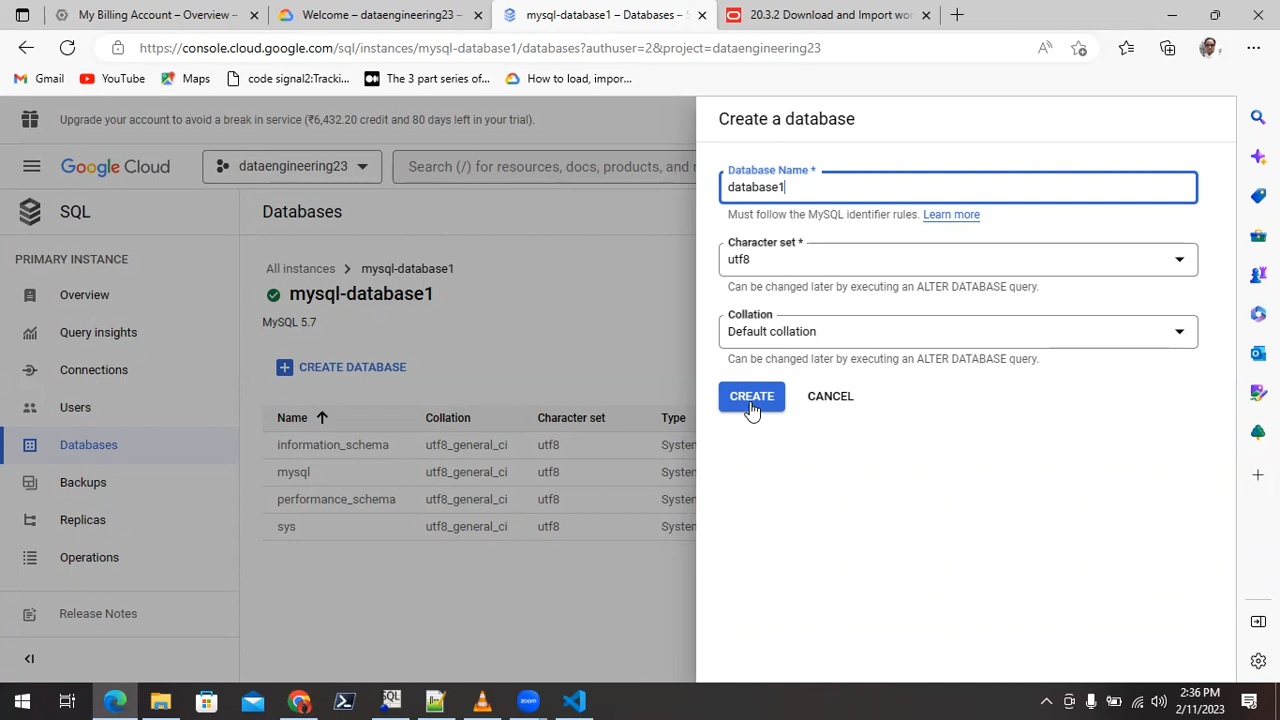 My Billing Account – Overview –
Welcome – dataengineering23 –
mysql-database1 – Databases – S
20.3.2 Download and Import wor
https://console.cloud.google.com/sql/instances/mysql-database1/databases?authuser=2&project=dataengineering23
Gmail
YouTube
Maps
code signal2:Tracki...
The 3 part series of...
How to load, impor...
Upgrade your account to avoid a break in service (₹6,432.20 credit and 80 days left in your trial).
Google Cloud
dataengineering23
Search (/) for resources, docs, products, and
SQL
PRIMARY INSTANCE
Overview
Query insights
Connections
Users
Databases
Backups
Replicas
Operations
Release Notes
Databases
All instances
mysql-database1
mysql-database1
MySQL 5.7
CREATE DATABASE
Name Collation Character set Type
information_schema utf8_general_ci utf8 System
mysql utf8_general_ci utf8 System
performance_schema utf8_general_ci utf8 System
sys utf8_general_ci utf8 System
Create a database
Database Name *
database1
Must follow the MySQL identifier rules. Learn more
Character set *
utf8
Can be changed later by executing an ALTER DATABASE query.
Collation
Default collation
Can be changed later by executing an ALTER DATABASE query.
CREATE
CANCEL
SQL
zoom
2:36 PM
2/11/2023